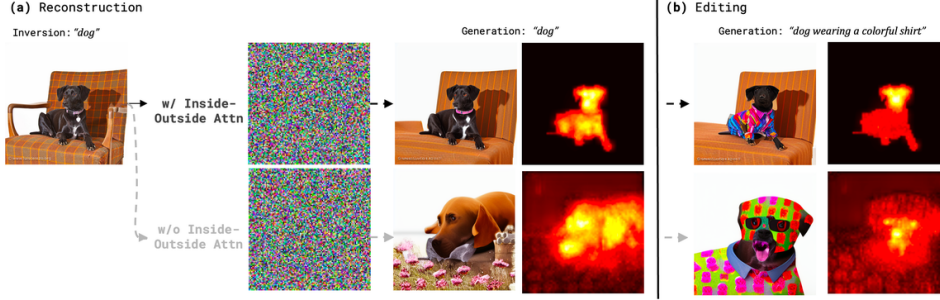 (a) Reconstruction
(b) Editing
Inversion: "dog"
Generation: "dog"
Generation: "dog wearing a colorful shirt"
w/ Inside-
Outside Attn
w/o Inside-
Outside Attn